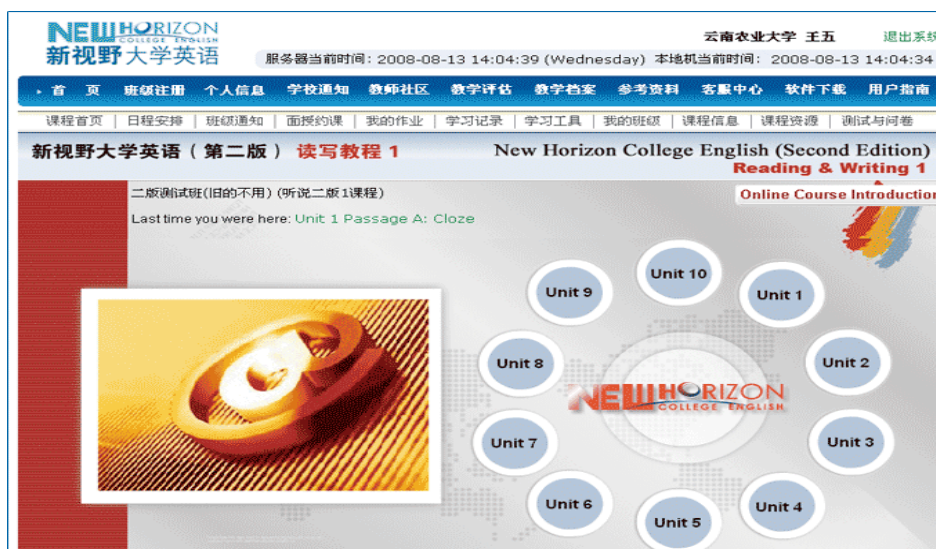 NEW HORIZON
COLLEGE ENGLISH
新视野大学英语
云南农业大学 王五 退出系统
服务器当前时间：2008-08-13 14:04:39 (Wednesday) 本地机当前时间： 2008-08-13 14:04:34
首 页 班级注册 个人信息 学校通知 教师社区 教学评估 教学档案 参考资料 客服中心 软件下载 用户指南
课程首页 | 日程安排 | 班级通知 | 面授约课 | 我的作业 | 学习记录 | 学习工具 | 我的班级 | 课程信息 | 课程资源 | 测试与问卷
新视野大学英语（第二版） 读写教程 1 New Horizon College English (Second Edition)
Reading & Writing 1
二版测试班(旧的不用) (听说二版1课程) Online Course Introduction
Last time you were here: Unit 1 Passage A: Cloze
Unit 10
Unit 9
Unit 1
Unit 8
Unit 2
NEW HORIZON
COLLEGE ENGLISH
Unit 7
Unit 3
Unit 6
Unit 4
Unit 5